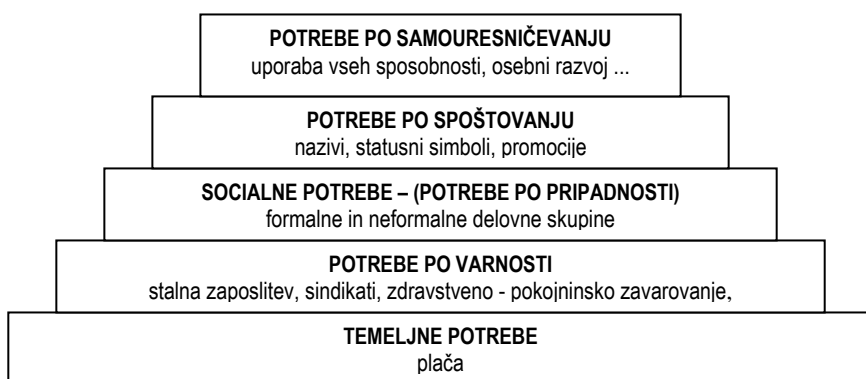 POTREBE PO SAMOURESNIČEVANJU
uporaba vseh sposobnosti, osebni razvoj ...
POTREBE PO SPOŠTOVANJU
nazivi, statusni simboli, promocije
SOCIALNE POTREBE – (POTREBE PO PRIPADNOSTI)
formalne in neformalne delovne skupine
POTREBE PO VARNOSTI
stalna zaposlitev, sindikati, zdravstveno - pokojninsko zavarovanje,
TEMELJNE POTREBE
plača